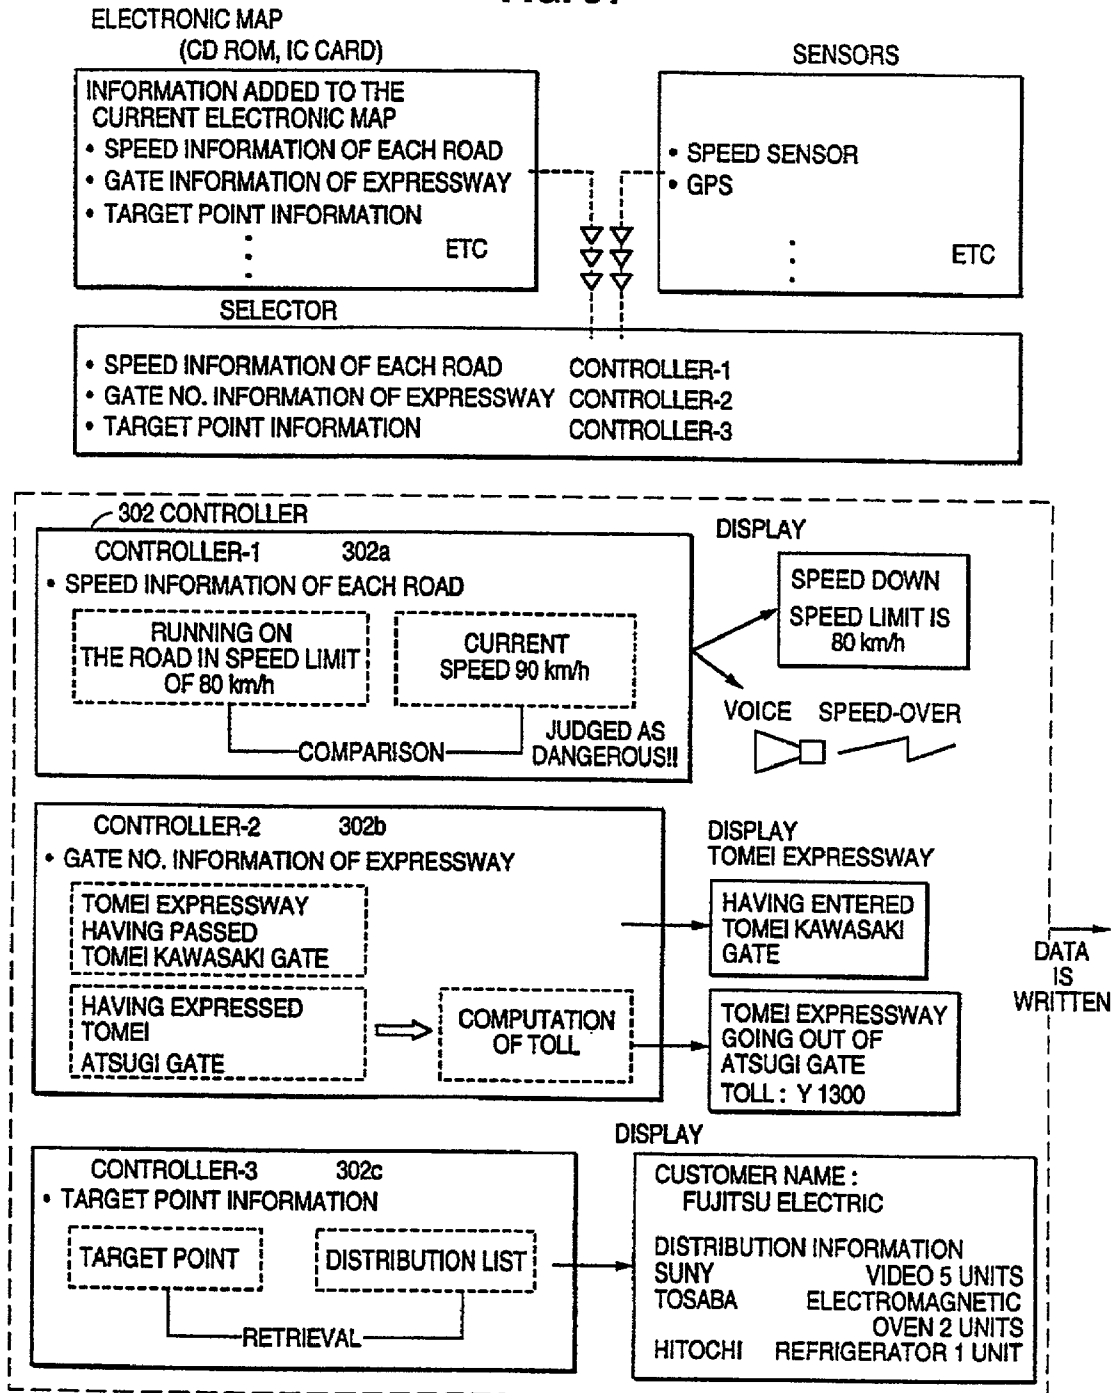 ELECTRONIC MAP
(CD ROM, IC CARD)
INFORMATION ADDED TO THE
CURRENT ELECTRONIC MAP
• SPEED INFORMATION OF EACH ROAD
• GATE INFORMATION OF EXPRESSWAY
• TARGET POINT INFORMATION
ETC
SENSORS
• SPEED SENSOR
• GPS
ETC
SELECTOR
• SPEED INFORMATION OF EACH ROAD CONTROLLER-1
• GATE NO. INFORMATION OF EXPRESSWAY CONTROLLER-2
• TARGET POINT INFORMATION CONTROLLER-3
302 CONTROLLER
CONTROLLER-1 302a
• SPEED INFORMATION OF EACH ROAD
RUNNING ON
THE ROAD IN SPEED LIMIT
OF 80 km/h
CURRENT
SPEED 90 km/h
COMPARISON
JUDGED AS
DANGEROUS!!
DISPLAY
SPEED DOWN
SPEED LIMIT IS
80 km/h
VOICE SPEED-OVER
CONTROLLER-2 302b
• GATE NO. INFORMATION OF EXPRESSWAY
TOMEI EXPRESSWAY
HAVING PASSED
TOMEI KAWASAKI GATE
HAVING EXPRESSED
TOMEI
ATSUGI GATE
COMPUTATION
OF TOLL
DISPLAY
TOMEI EXPRESSWAY
HAVING ENTERED
TOMEI KAWASAKI
GATE
TOMEI EXPRESSWAY
GOING OUT OF
ATSUGI GATE
TOLL : Y 1300
DATA
IS
WRITTEN
CONTROLLER-3 302c
• TARGET POINT INFORMATION
TARGET POINT
DISTRIBUTION LIST
RETRIEVAL
DISPLAY
CUSTOMER NAME :
FUJITSU ELECTRIC
DISTRIBUTION INFORMATION
SUNY VIDEO 5 UNITS
TOSABA ELECTROMAGNETIC
OVEN 2 UNITS
HITOCHI REFRIGERATOR 1 UNIT